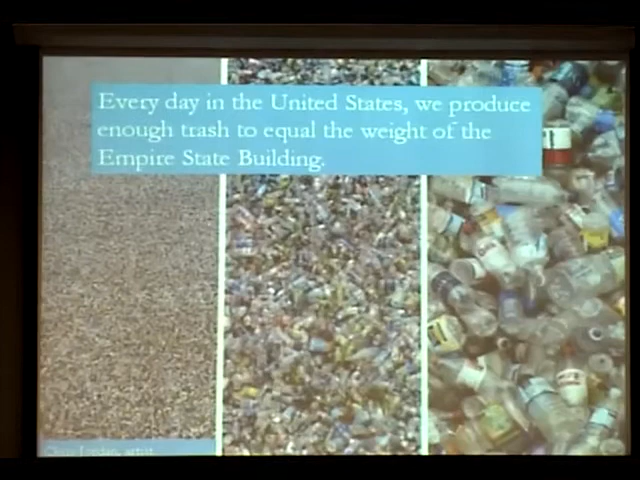 Every day in the United States, we produce
enough trash to equal the weight of the
Empire State Building.